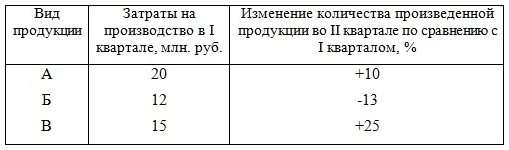 Вид продукции
Затраты на производство в I квартале, млн. руб.
Изменение количества произведенной продукции во II квартале по сравнению с I кварталом, %
А 20 +10
Б 12 -13
В 15 +25